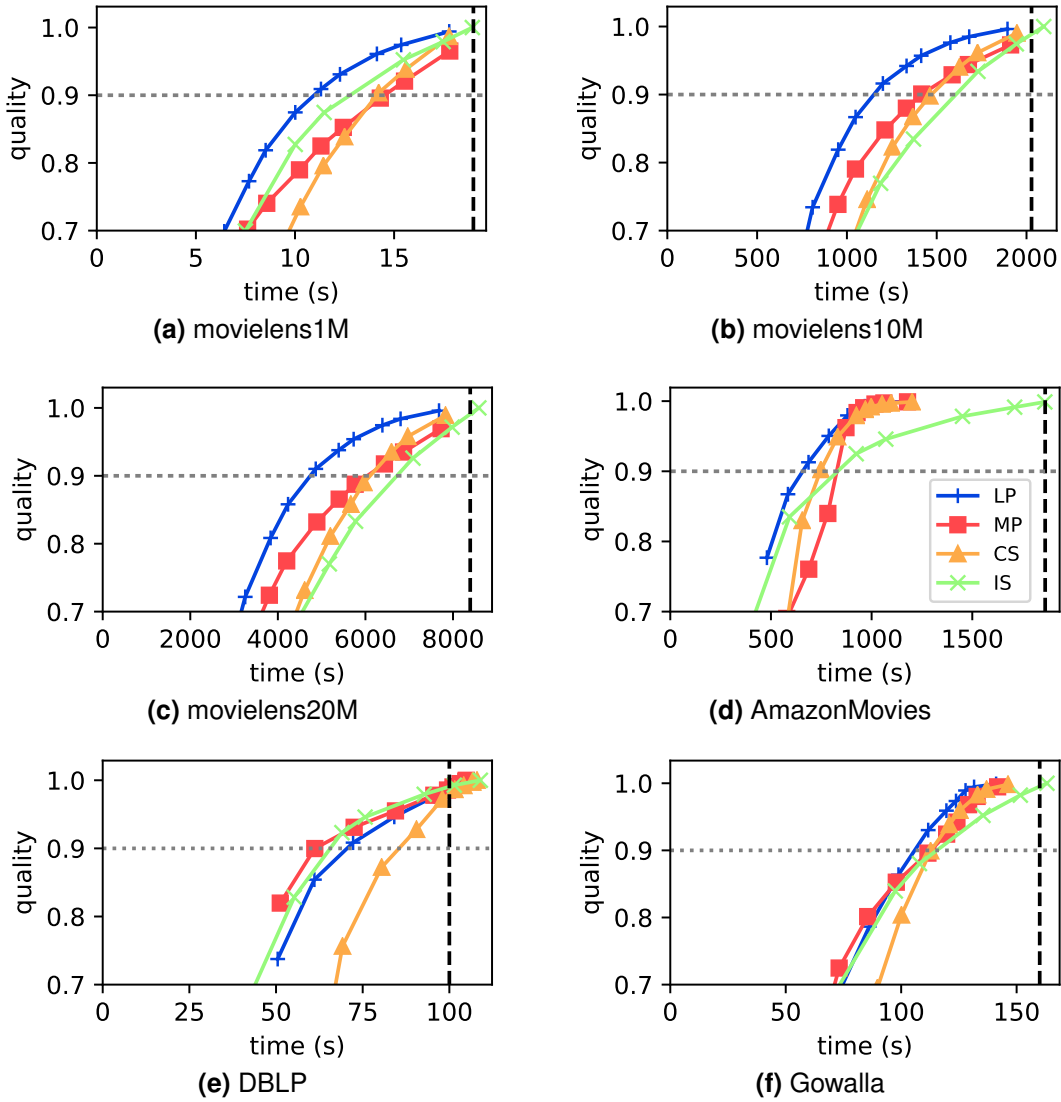 1.0
0.9
0.8
0.7
quality
0 5 10 15
time (s)
(a) movielens1M
1.0
0.9
0.8
0.7
quality
0 500 1000 1500 2000
time (s)
(b) movielens10M
1.0
0.9
0.8
0.7
quality
0 2000 4000 6000 8000
time (s)
(c) movielens20M
1.0
0.9
0.8
0.7
quality
LP
MP
CS
IS
0 500 1000 1500
time (s)
(d) AmazonMovies
1.0
0.9
0.8
0.7
quality
0 25 50 75 100
time (s)
(e) DBLP
1.0
0.9
0.8
0.7
quality
0 50 100 150
time (s)
(f) Gowalla